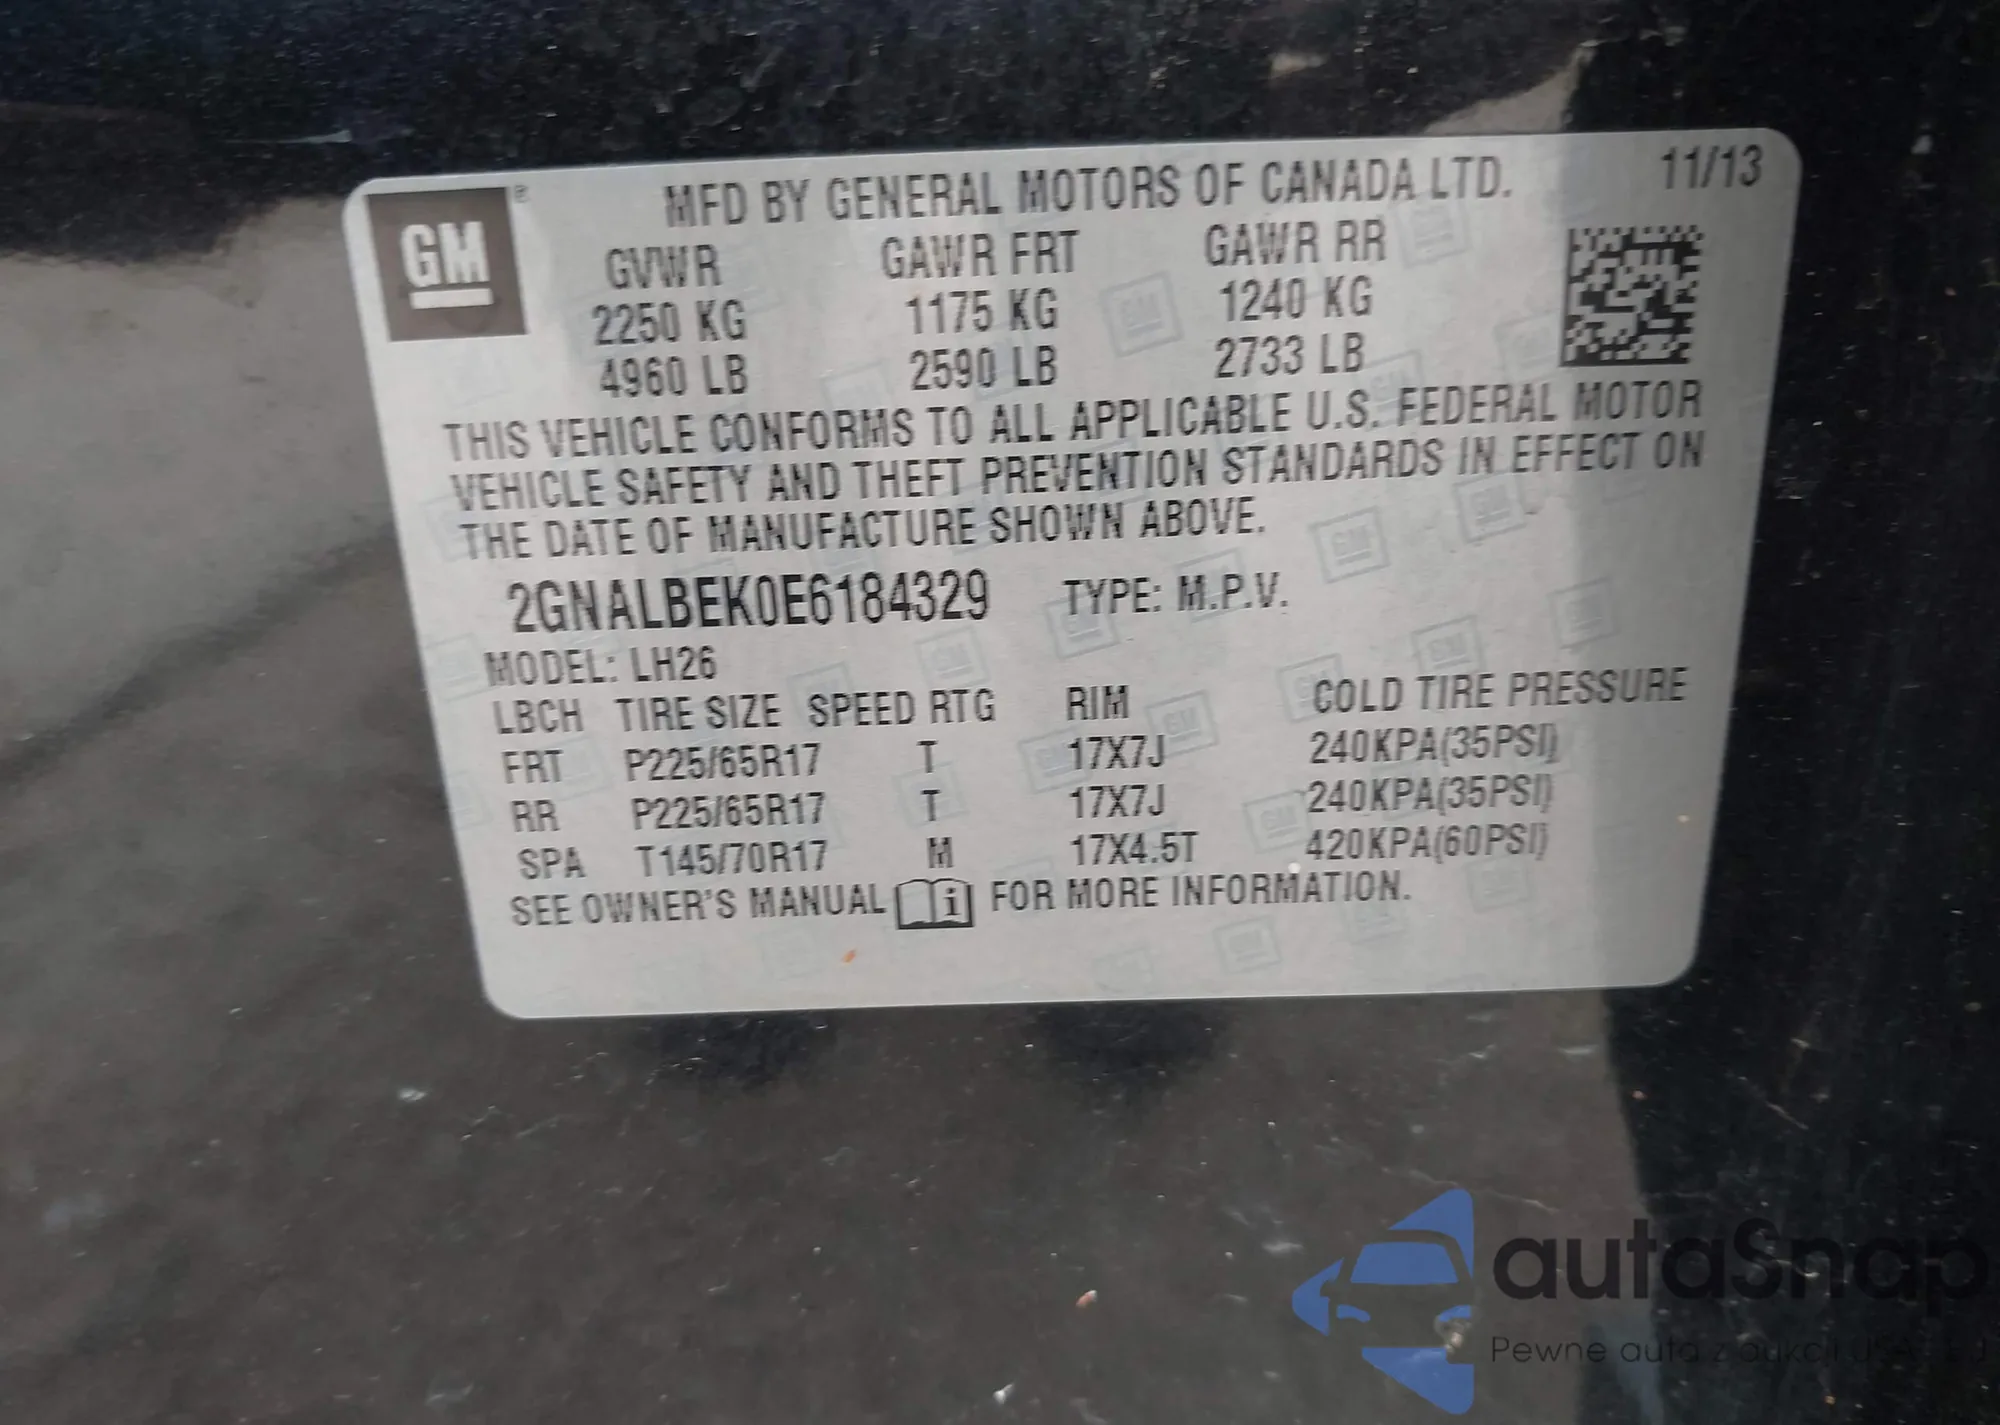 GM ®
MFD BY GENERAL MOTORS OF CANADA LTD. 11/13
GVWR GAWR FRT GAWR RR
2250 KG 1175 KG 1240 KG
4960 LB 2590 LB 2733 LB
THIS VEHICLE CONFORMS TO ALL APPLICABLE U.S. FEDERAL MOTOR
VEHICLE SAFETY AND THEFT PREVENTION STANDARDS IN EFFECT ON
THE DATE OF MANUFACTURE SHOWN ABOVE.
2GNALBEK0E6184329 TYPE: M.P.V.
MODEL: LH26
LBCH TIRE SIZE SPEED RTG RIM COLD TIRE PRESSURE
FRT P225/65R17 T 17X7J 240KPA(35PSI)
RR P225/65R17 T 17X7J 240KPA(35PSI)
SPA T145/70R17 M 17X4.5T 420KPA(60PSI)
SEE OWNER'S MANUAL i FOR MORE INFORMATION.
autaSnap
Pewne auta z aukcji